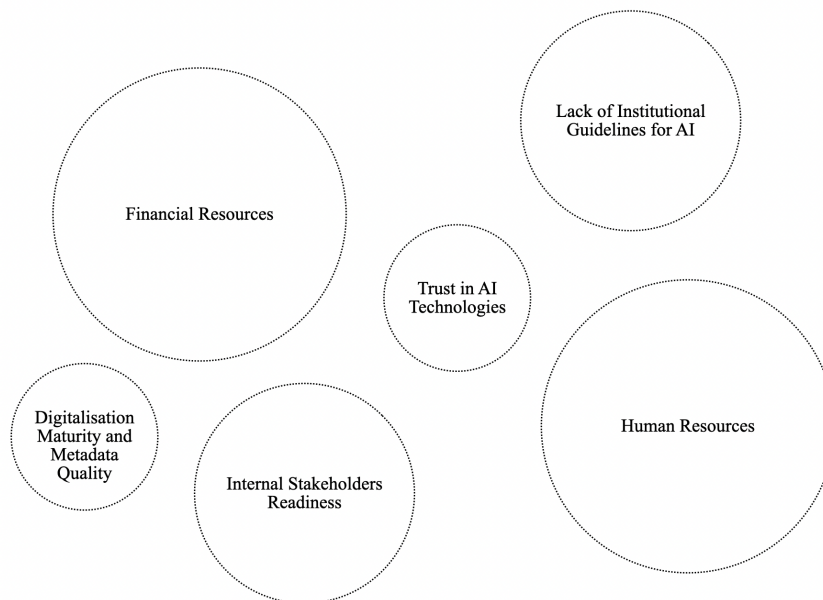 Lack of Institutional
Guidelines for AI
Financial Resources
Trust in AI
Technologies
Digitalisation
Maturity and
Metadata
Quality
Human Resources
Internal Stakeholders
Readiness